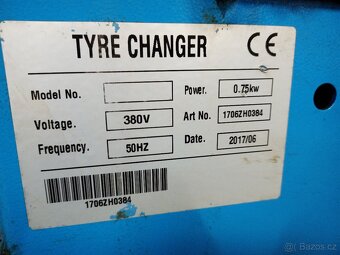 TYRE CHANGER CE
Model No. Power. 0.75kw
Voltage. 380V Art No. 1706ZH0384
Frequency. 50HZ Date. 2017/06
1706ZH0384
Bazos.cz